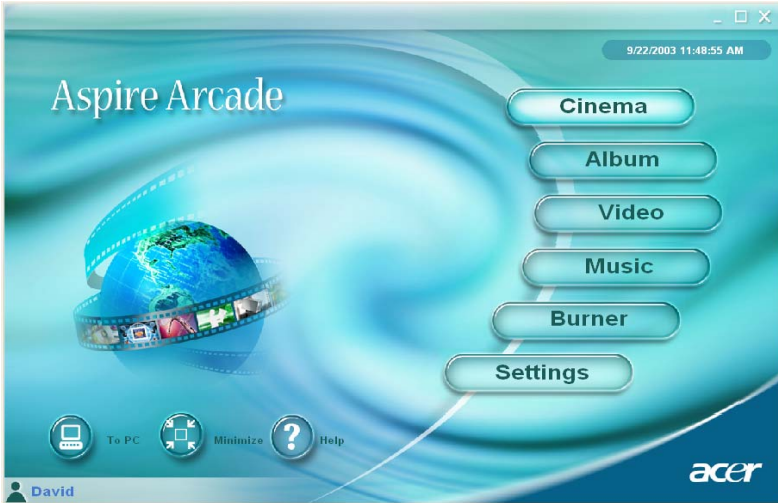 9/22/2003 11:48:55 AM
Aspire Arcade
Cinema
Album
Video
Music
Burner
Settings
To PC
Minimize
? Help
acer
David